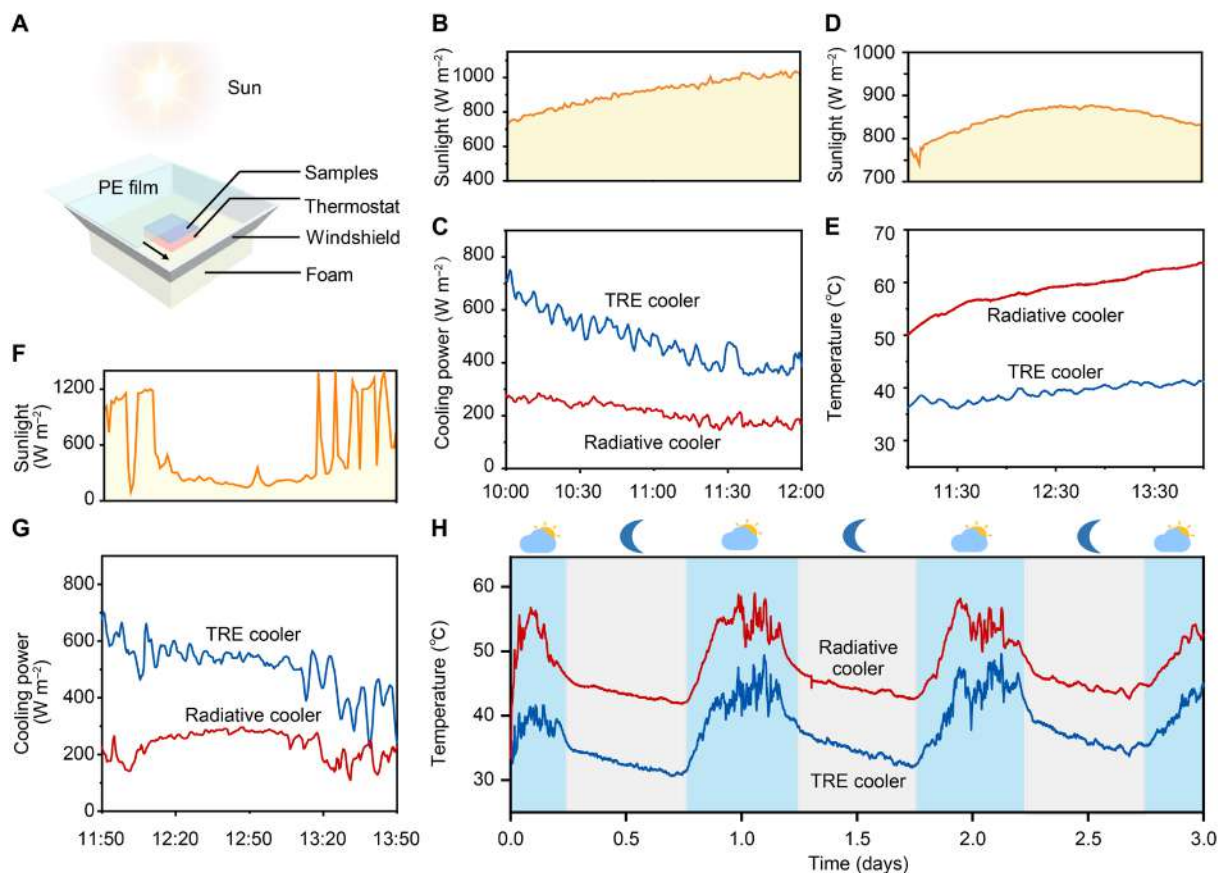 A
Sun
PE film
Samples
Thermostat
Windshield
Foam
B
Sunlight (W m−2)
1000
800
600
400
C
Cooling power (W m−2)
800
600
400
200
0
TRE cooler
Radiative cooler
10:00 10:30 11:00 11:30 12:00
D
Sunlight (W m−2)
1000
900
800
700
E
Temperature (°C)
70
60
50
40
30
Radiative cooler
TRE cooler
11:30 12:30 13:30
F
Sunlight
(W m−2)
1200
600
0
G
Cooling power
(W m−2)
800
600
400
200
0
TRE cooler
Radiative cooler
11:50 12:20 12:50 13:20 13:50
H
Temperature (°C)
60
50
40
30
Radiative
cooler
TRE cooler
0.0 0.5 1.0 1.5 2.0 2.5 3.0
Time (days)